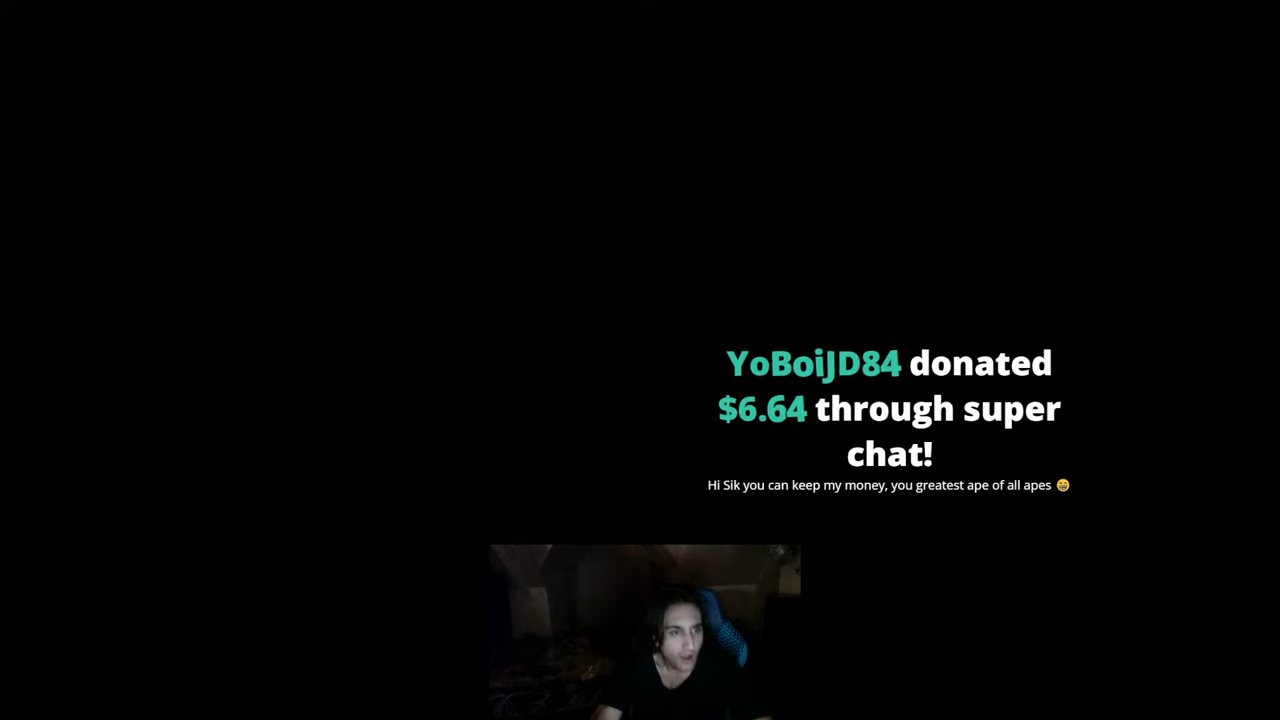 YoBoiJD84 donated
$6.64 through super
chat!
Hi Sik you can keep my money, you greatest ape of all apes 😁